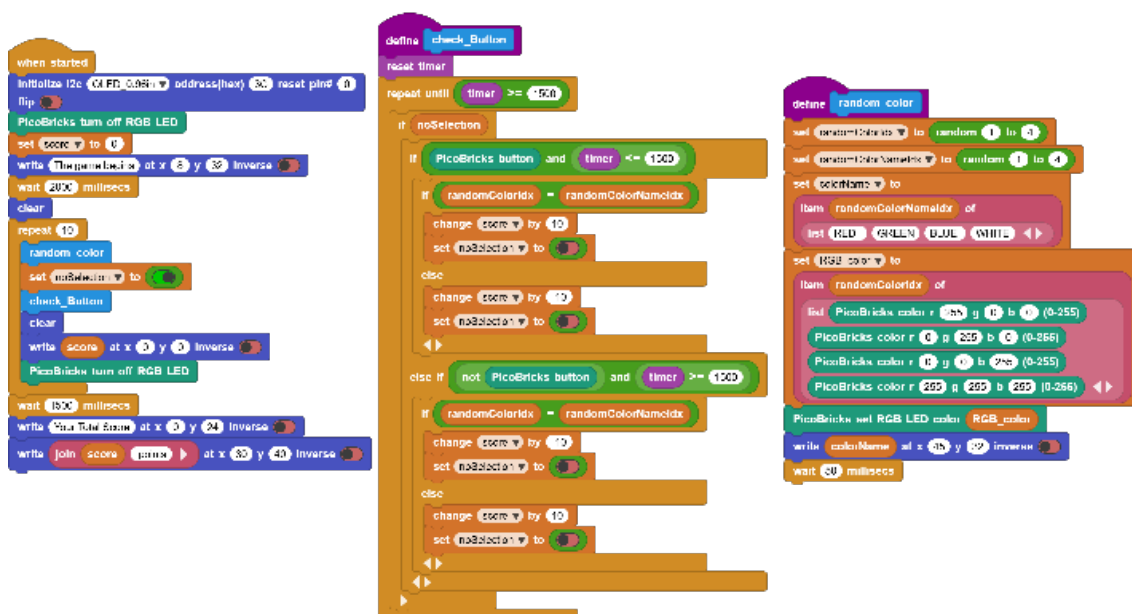 when started
initialize i2c OLED_0.96in address(hex) 3C reset pin#
flip
PicoBricks turn off RGB LED
set score to 0
write The game begins at x 8 y 32 inverse
wait 2000 millisecs
clear
repeat 10
random color
set noSelection to
check_Button
clear
write score at x 0 y 0 inverse
PicoBricks turn off RGB LED
wait 1500 millisecs
write Your Total Score at x 0 y 24 inverse
write join score points at x 30 y 40 inverse
define check_Button
reset timer
repeat until timer >= 1500
if noSelection
if PicoBricks button and timer <= 1500
if randomColorIdx = randomColorNameIdx
change score by 10
set noSelection to
else
change score by -10
set noSelection to
else if not PicoBricks button and timer >= 1500
if randomColorIdx = randomColorNameIdx
change score by -10
set noSelection to
else
change score by 10
set noSelection to
define random color
set randomColorIdx to random 1 to 4
set randomColorNameIdx to random 1 to 4
set colorName to
item randomColorNameIdx of
list RED GREEN BLUE WHITE
set RGB_color to
item randomColorIdx of
list PicoBricks color r 255 g 0 b 0 (0-255)
PicoBricks color r 0 g 255 b 0 (0-255)
PicoBricks color r 0 g 0 b 255 (0-255)
PicoBricks color r 255 g 255 b 255 (0-255)
PicoBricks set RGB LED color RGB_color
write colorName at x 45 y 32 inverse
wait millisecs